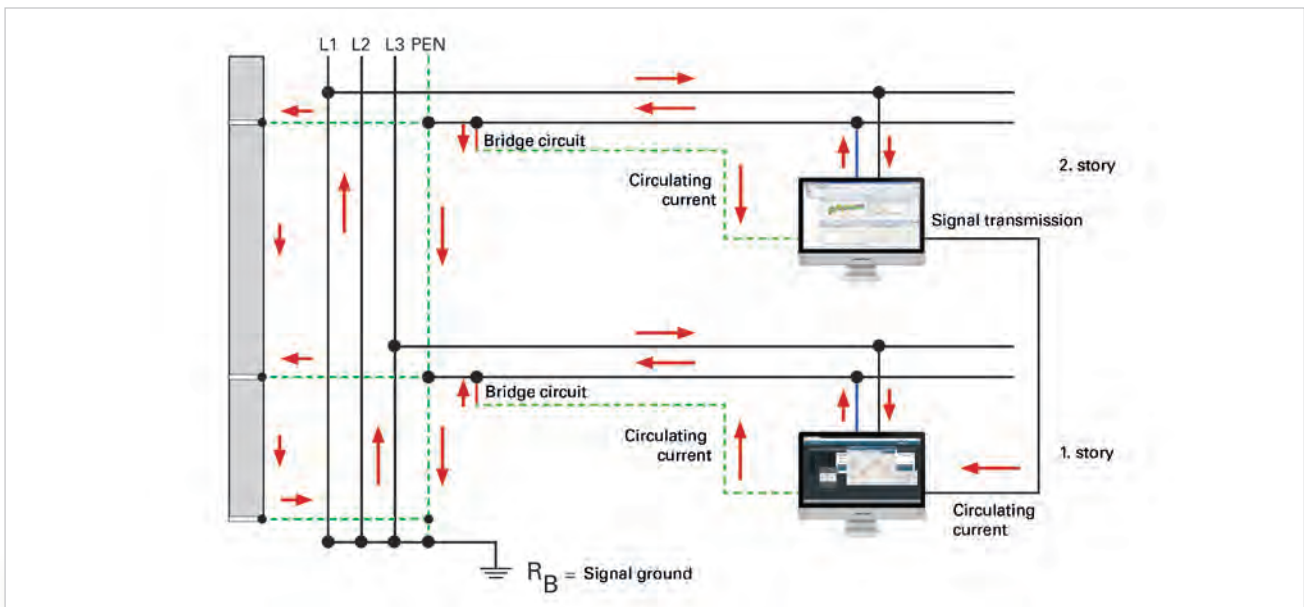 L1 L2 L3 PEN
Bridge circuit
Circulating
current
2. story
Signal transmission
Bridge circuit
Circulating
current
1. story
Circulating
current
RB = Signal ground